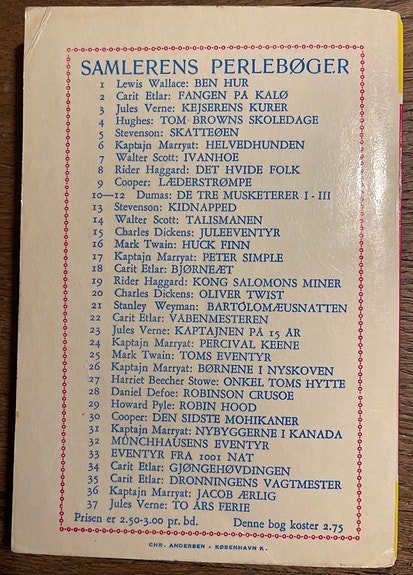 SAMLERENS PERLEBØGER
1 Lewis Wallace: BEN HUR
2 Carit Etlar: FANGEN PÅ KALØ
3 Jules Verne: KEJSERENS KURER
4 Hughes: TOM BROWNS SKOLEDAGE
5 Stevenson: SKATTEØEN
6 Kaptajn Marryat: HELVEDHUNDEN
7 Walter Scott: IVANHOE
8 Rider Haggard: DET HVIDE FOLK
9 Cooper: LÆDERSTRØMPE
10—12 Dumas: DE TRE MUSKETERER I-III
13 Stevenson: KIDNAPPED
14 Walter Scott: TALISMANEN
15 Charles Dickens: JULEEVENTYR
16 Mark Twain: HUCK FINN
17 Kaptajn Marryat: PETER SIMPLE
18 Carit Etlar: BJØRNEÆT
19 Rider Haggard: KONG SALOMONS MINER
20 Charles Dickens: OLIVER TWIST
21 Stanley Weyman: BARTOLOMÆUSNATTEN
22 Carit Etlar: VÅBENMESTEREN
23 Jules Verne: KAPTAJNEN PÅ 15 ÅR
24 Kaptajn Marryat: PERCIVAL KEENE
25 Mark Twain: TOMS EVENTYR
26 Kaptajn Marryat: BØRNENE I NYSKOVEN
27 Harriet Beecher Stowe: ONKEL TOMS HYTTE
28 Daniel Defoe: ROBINSON CRUSOE
29 Howard Pyle: ROBIN HOOD
30 Cooper: DEN SIDSTE MOHIKANER
31 Kaptajn Marryat: NYBYGGERNE I KANADA
32 MÜNCHHAUSENS EVENTYR
33 EVENTYR FRA 1001 NAT
34 Carit Etlar: GJØNGEHØVDINGEN
35 Carit Etlar: DRONNINGENS VAGTMESTER
36 Kaptajn Marryat: JACOB ÆRLIG
37 Jules Verne: TO ÅRS FERIE
Prisen er 2.50-3.00 pr. bd. Denne bog koster 2.75
CHR. ANDERSEN - KØBENHAVN K.